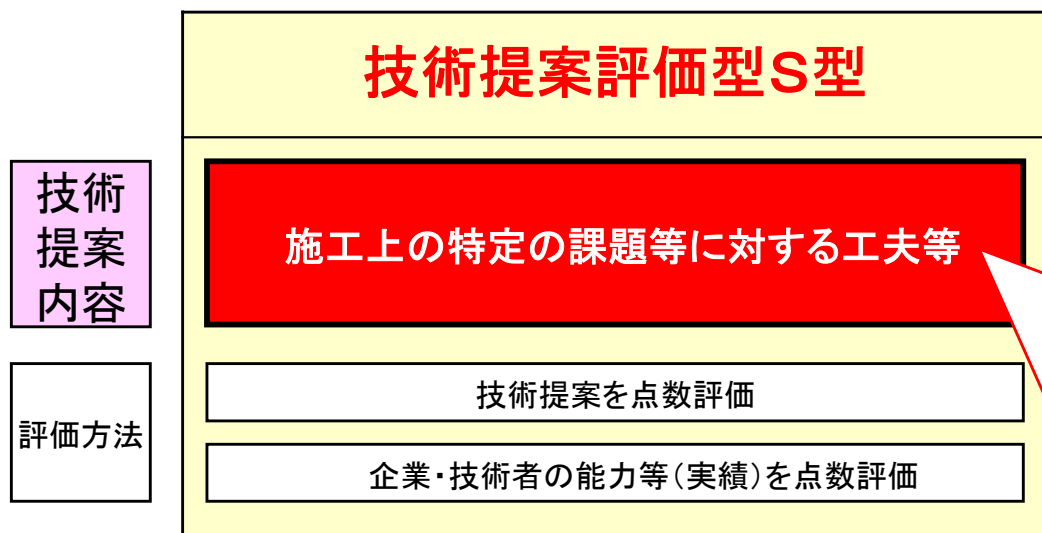 技術提案評価型S型
技術
提案
内容
施工上の特定の課題等に対する工夫等
評価方法
技術提案を点数評価
企業・技術者の能力等(実績)を点数評価